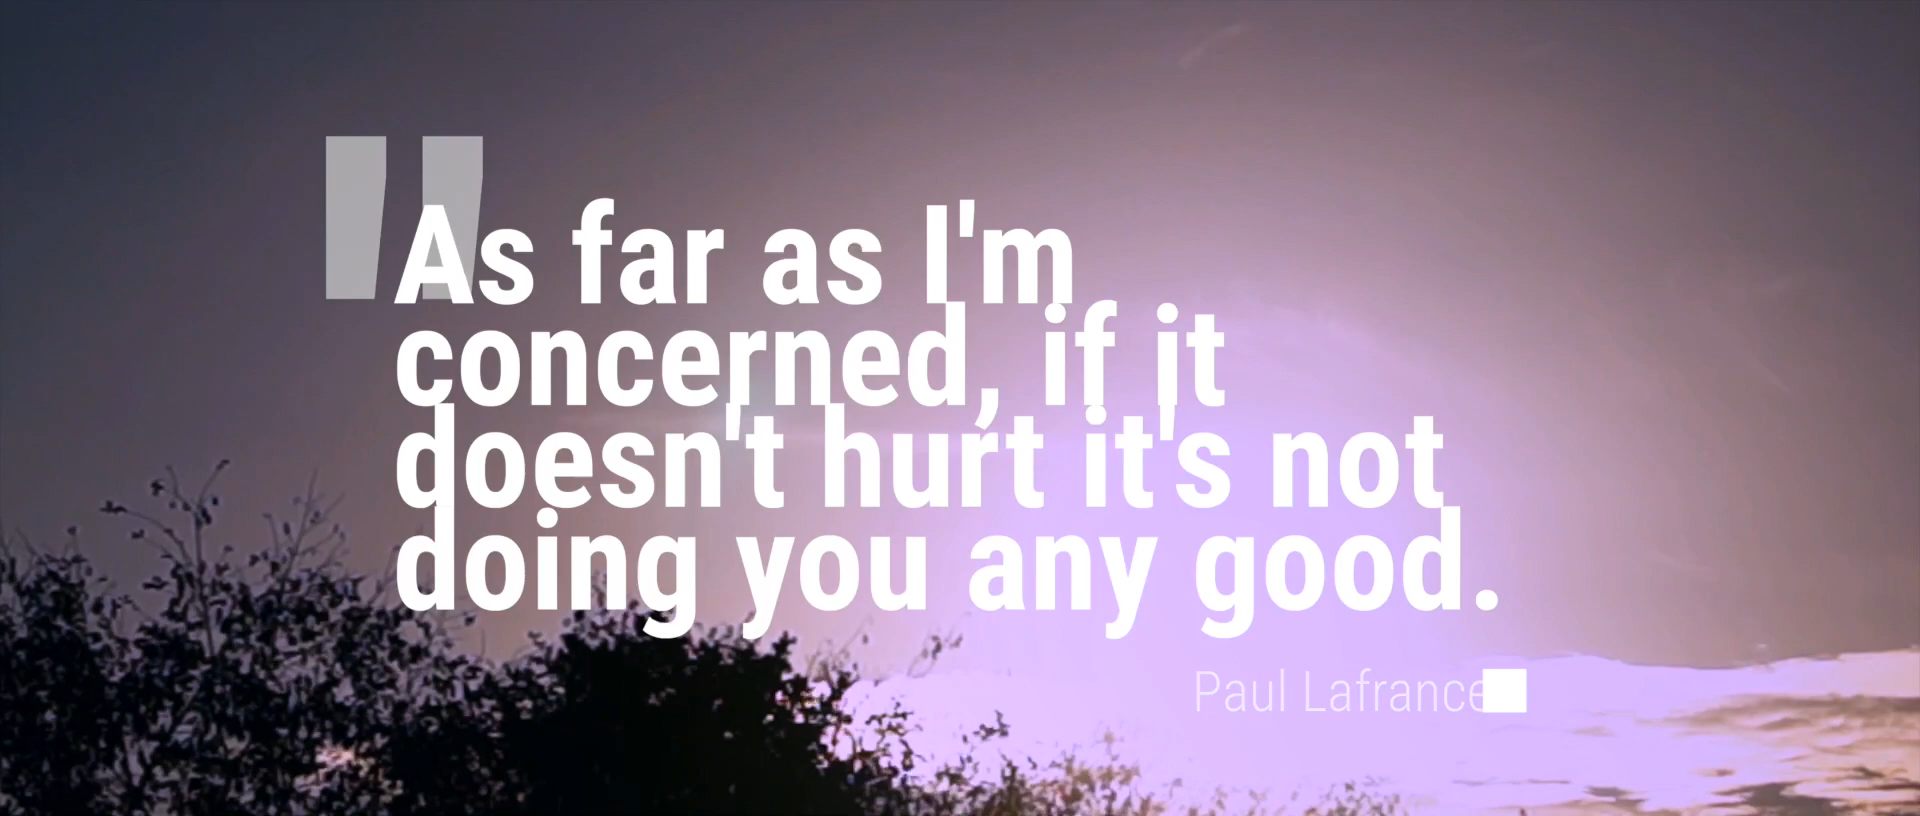 "
As far as I'm
concerned, if it
doesn't hurt it's not
doing you any good.
Paul Lafrance